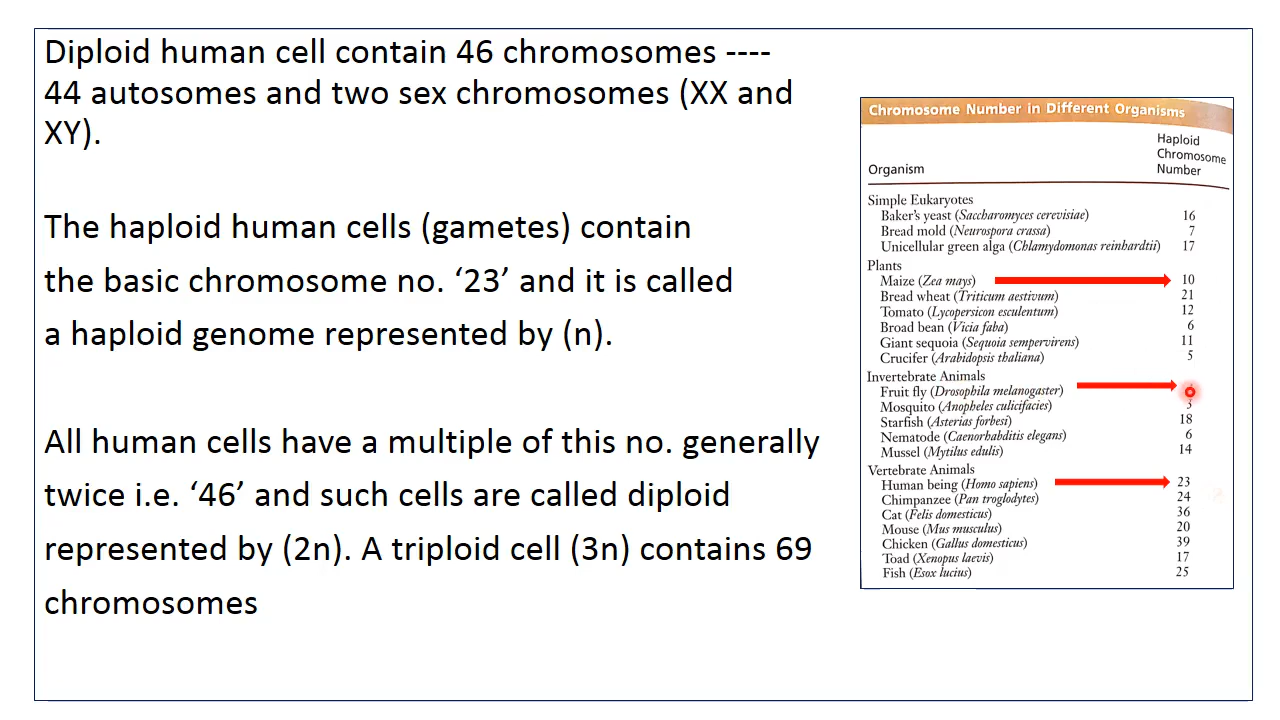 Diploid human cell contain 46 chromosomes ----
44 autosomes and two sex chromosomes (XX and
XY).
The haploid human cells (gametes) contain
the basic chromosome no. ‘23’ and it is called
a haploid genome represented by (n).
All human cells have a multiple of this no. generally
twice i.e. ‘46’ and such cells are called diploid
represented by (2n). A triploid cell (3n) contains 69
chromosomes
Chromosome Number in Different Organisms
Haploid
Chromosome
Organism Number
Simple Eukaryotes
Baker's yeast (Saccharomyces cerevisiae) 16
Bread mold (Neurospora crassa) 7
Unicellular green alga (Chlamydomonas reinhardtii) 17
Plants
Maize (Zea mays) 10
Bread wheat (Triticum aestivum) 21
Tomato (Lycopersicon esculentum) 12
Broad bean (Vicia faba) 6
Giant sequoia (Sequoia sempervirens) 11
Crucifer (Arabidopsis thaliana) 5
Invertebrate Animals
Fruit fly (Drosophila melanogaster)
Mosquito (Anopheles culicifacies) 3
Starfish (Asterias forbesi) 18
Nematode (Caenorhabditis elegans) 6
Mussel (Mytilus edulis) 14
Vertebrate Animals
Human being (Homo sapiens) 23
Chimpanzee (Pan troglodytes) 24
Cat (Felis domesticus) 36
Mouse (Mus musculus) 20
Chicken (Gallus domesticus) 39
Toad (Xenopus laevis) 17
Fish (Esox lucius) 25